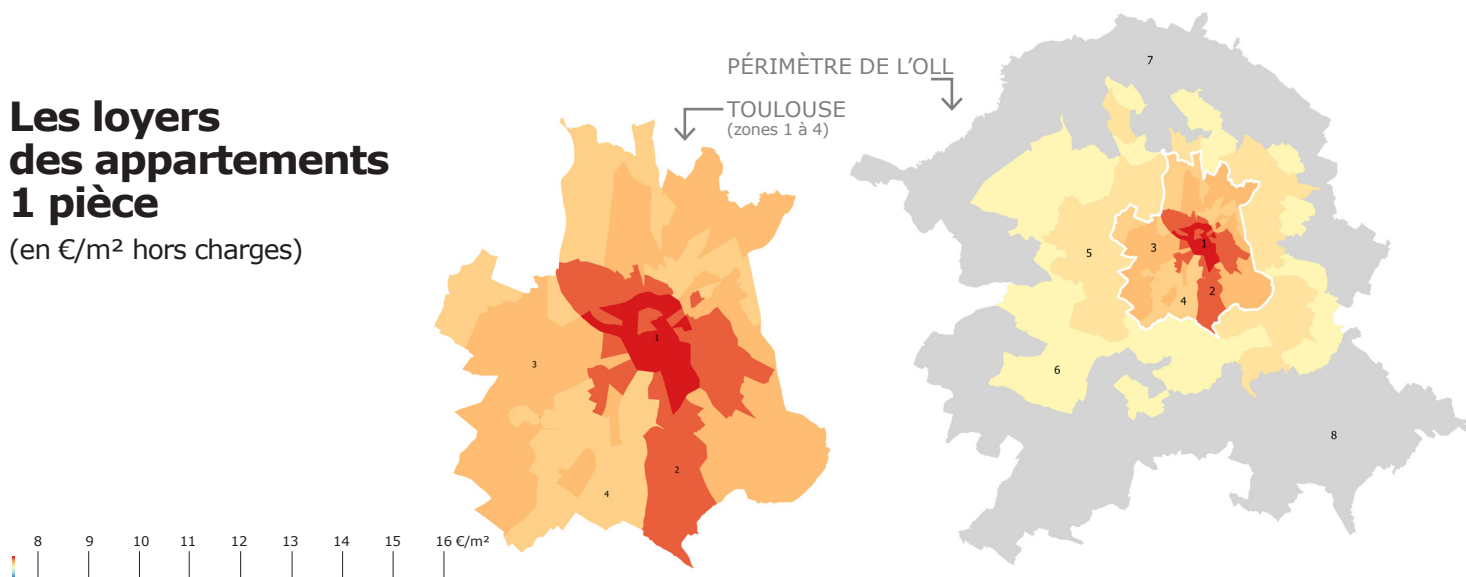 Les loyers
des appartements
1 pièce
(en €/m² hors charges)
PÉRIMÈTRE DE L'OLL
TOULOUSE
(zones 1 à 4)
7
3
1
2
4
5
3
1
2
4
6
8
8 9 10 11 12 13 14 15 16 €/m²